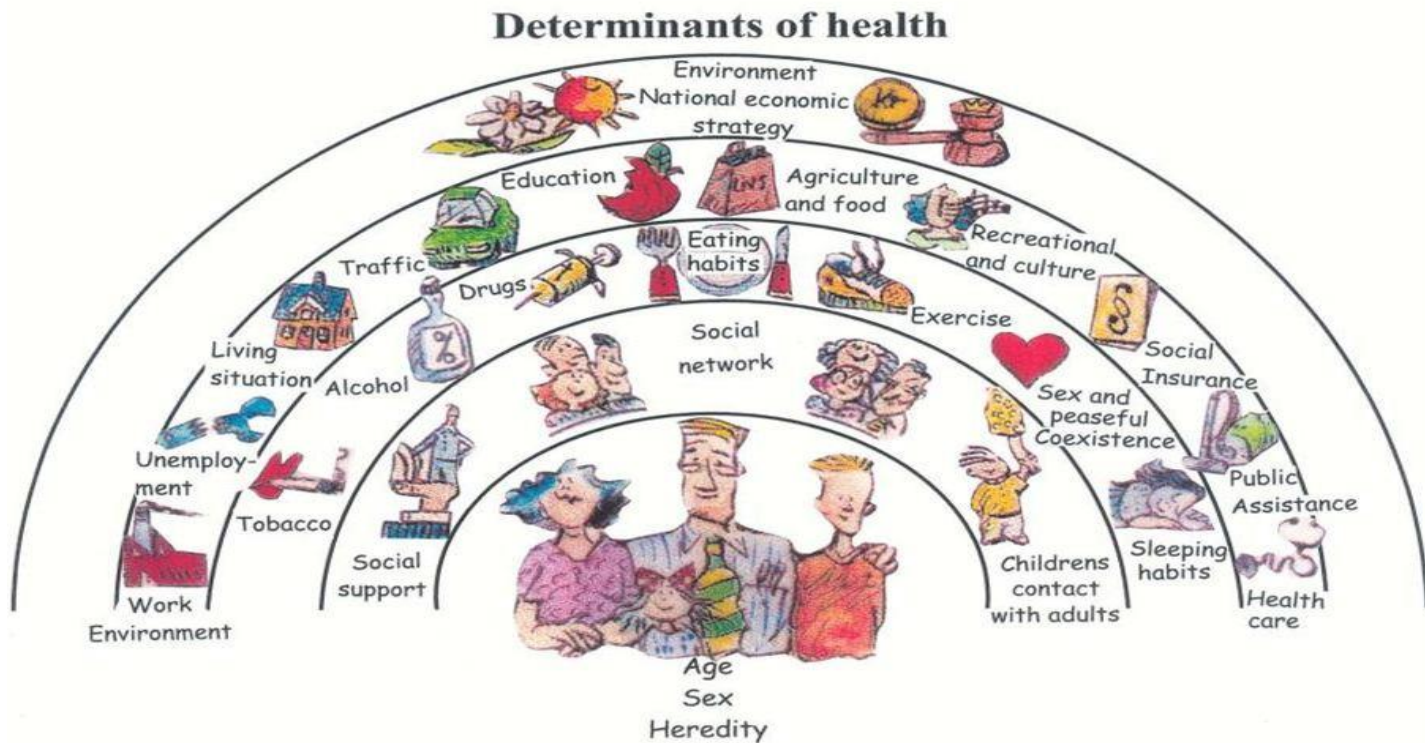 Determinants of health
Environment
National economic
strategy
kr
Education
LIVS
Agriculture
and food
Recreational
and culture
Traffic
Living
situation
§
Social
Insurance
Unemploy-
ment
Public
Assistance
Work
Environment
Health
care
Drugs
Eating
habits
Exercise
%
Alcohol
Sex and
peaseful
Coexistence
Tobacco
Sleeping
habits
Social
network
Social
support
Childrens
contact
with adults
Age
Sex
Heredity